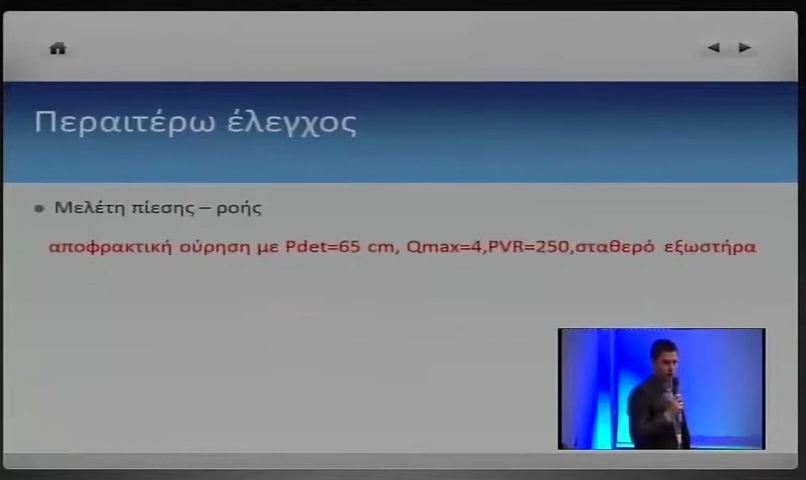 Περαιτέρω έλεγχος
Μελέτη πίεσης – ροής
αποφρακτική ούρηση με Pdet=65 cm, Qmax=4,PVR=250,σταθερό εξωστήρα